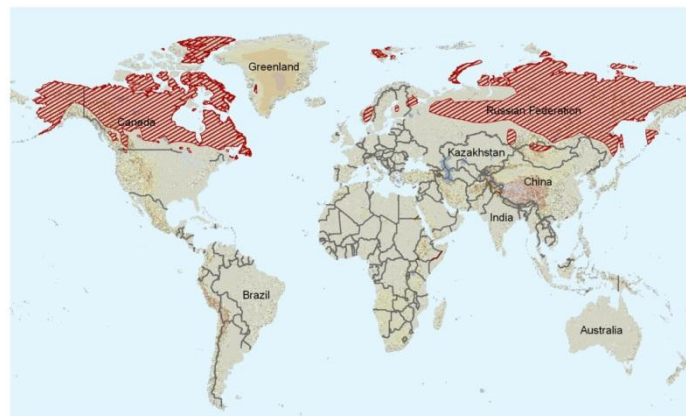 Greenland
Canada
Russian Federation
Kazakhstan
China
India
Brazil
Australia